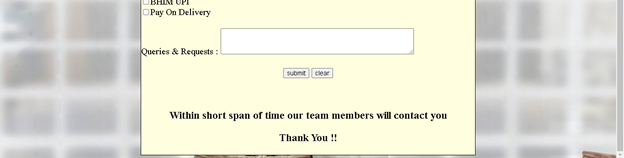 BHIM UPI
Pay On Delivery
Queries & Requests :
submit clear
Within short span of time our team members will contact you
Thank You !!